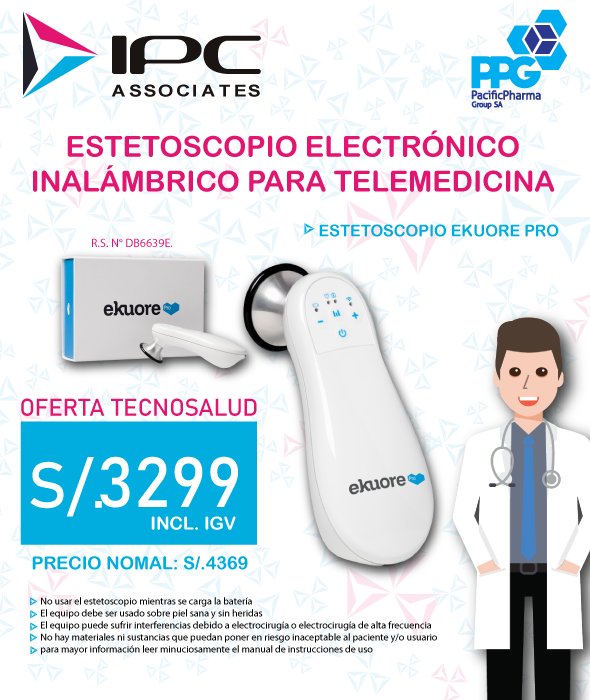 IPC
ASSOCIATES
PPG
PacificPharma
Group SA
ESTETOSCOPIO ELECTRÓNICO
INALÁMBRICO PARA TELEMEDICINA
ESTETOSCOPIO EKUORE PRO
R.S. N° DB6639E.
ekuore Pro
ekuore Pro
OFERTA TECNOSALUD
S/.3299
INCL. IGV
PRECIO NOMAL: S/.4369
No usar el estetoscopio mientras se carga la batería
El equipo debe ser usado sobre piel sana y sin heridas
El equipo puede sufrir interferencias debido a electrocirugía o electrocirugía de alta frecuencia
No hay materiales ni sustancias que puedan poner en riesgo inaceptable al paciente y/o usuario
para mayor información leer minuciosamente el manual de instrucciones de uso